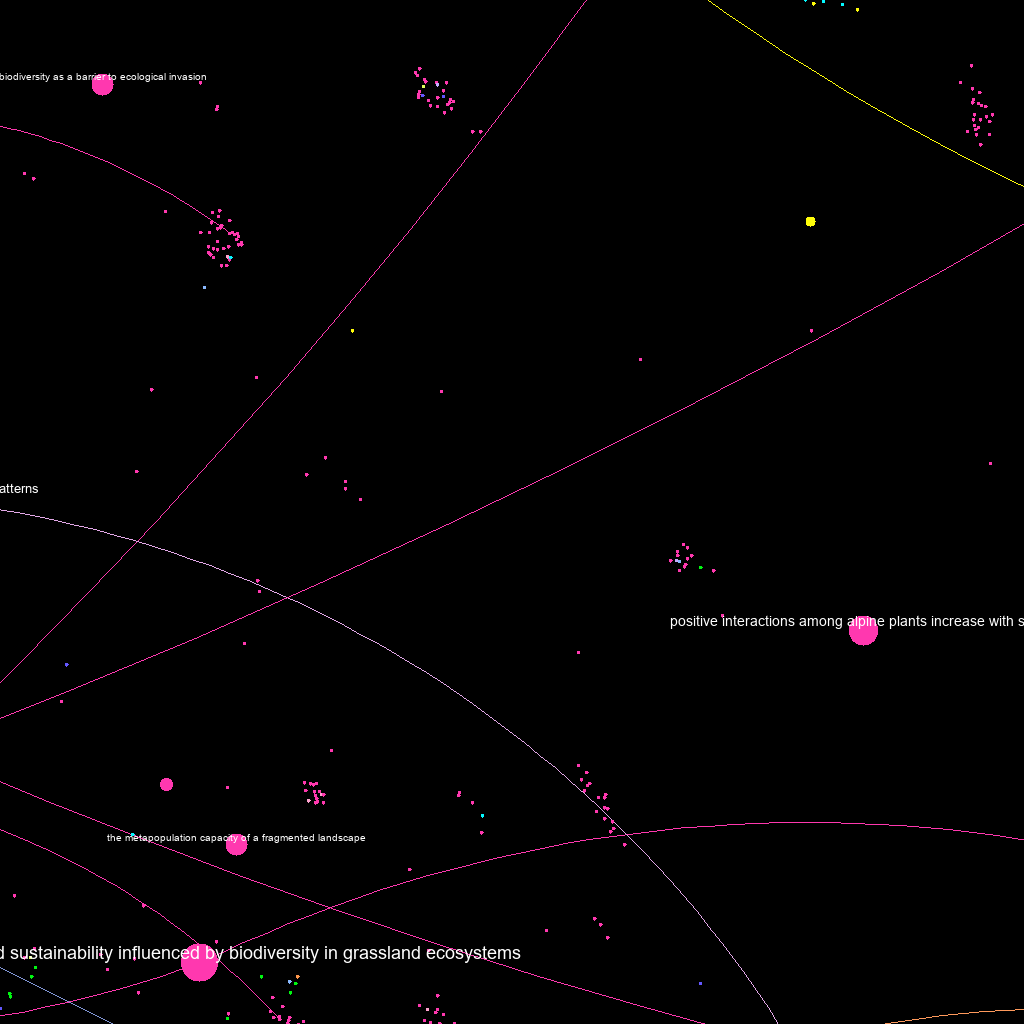 biodiversity as a barrier to ecological invasion
atterns
positive interactions among alpine plants increase with s
the metapopulation capacity of a fragmented landscape
d sustainability influenced by biodiversity in grassland ecosystems